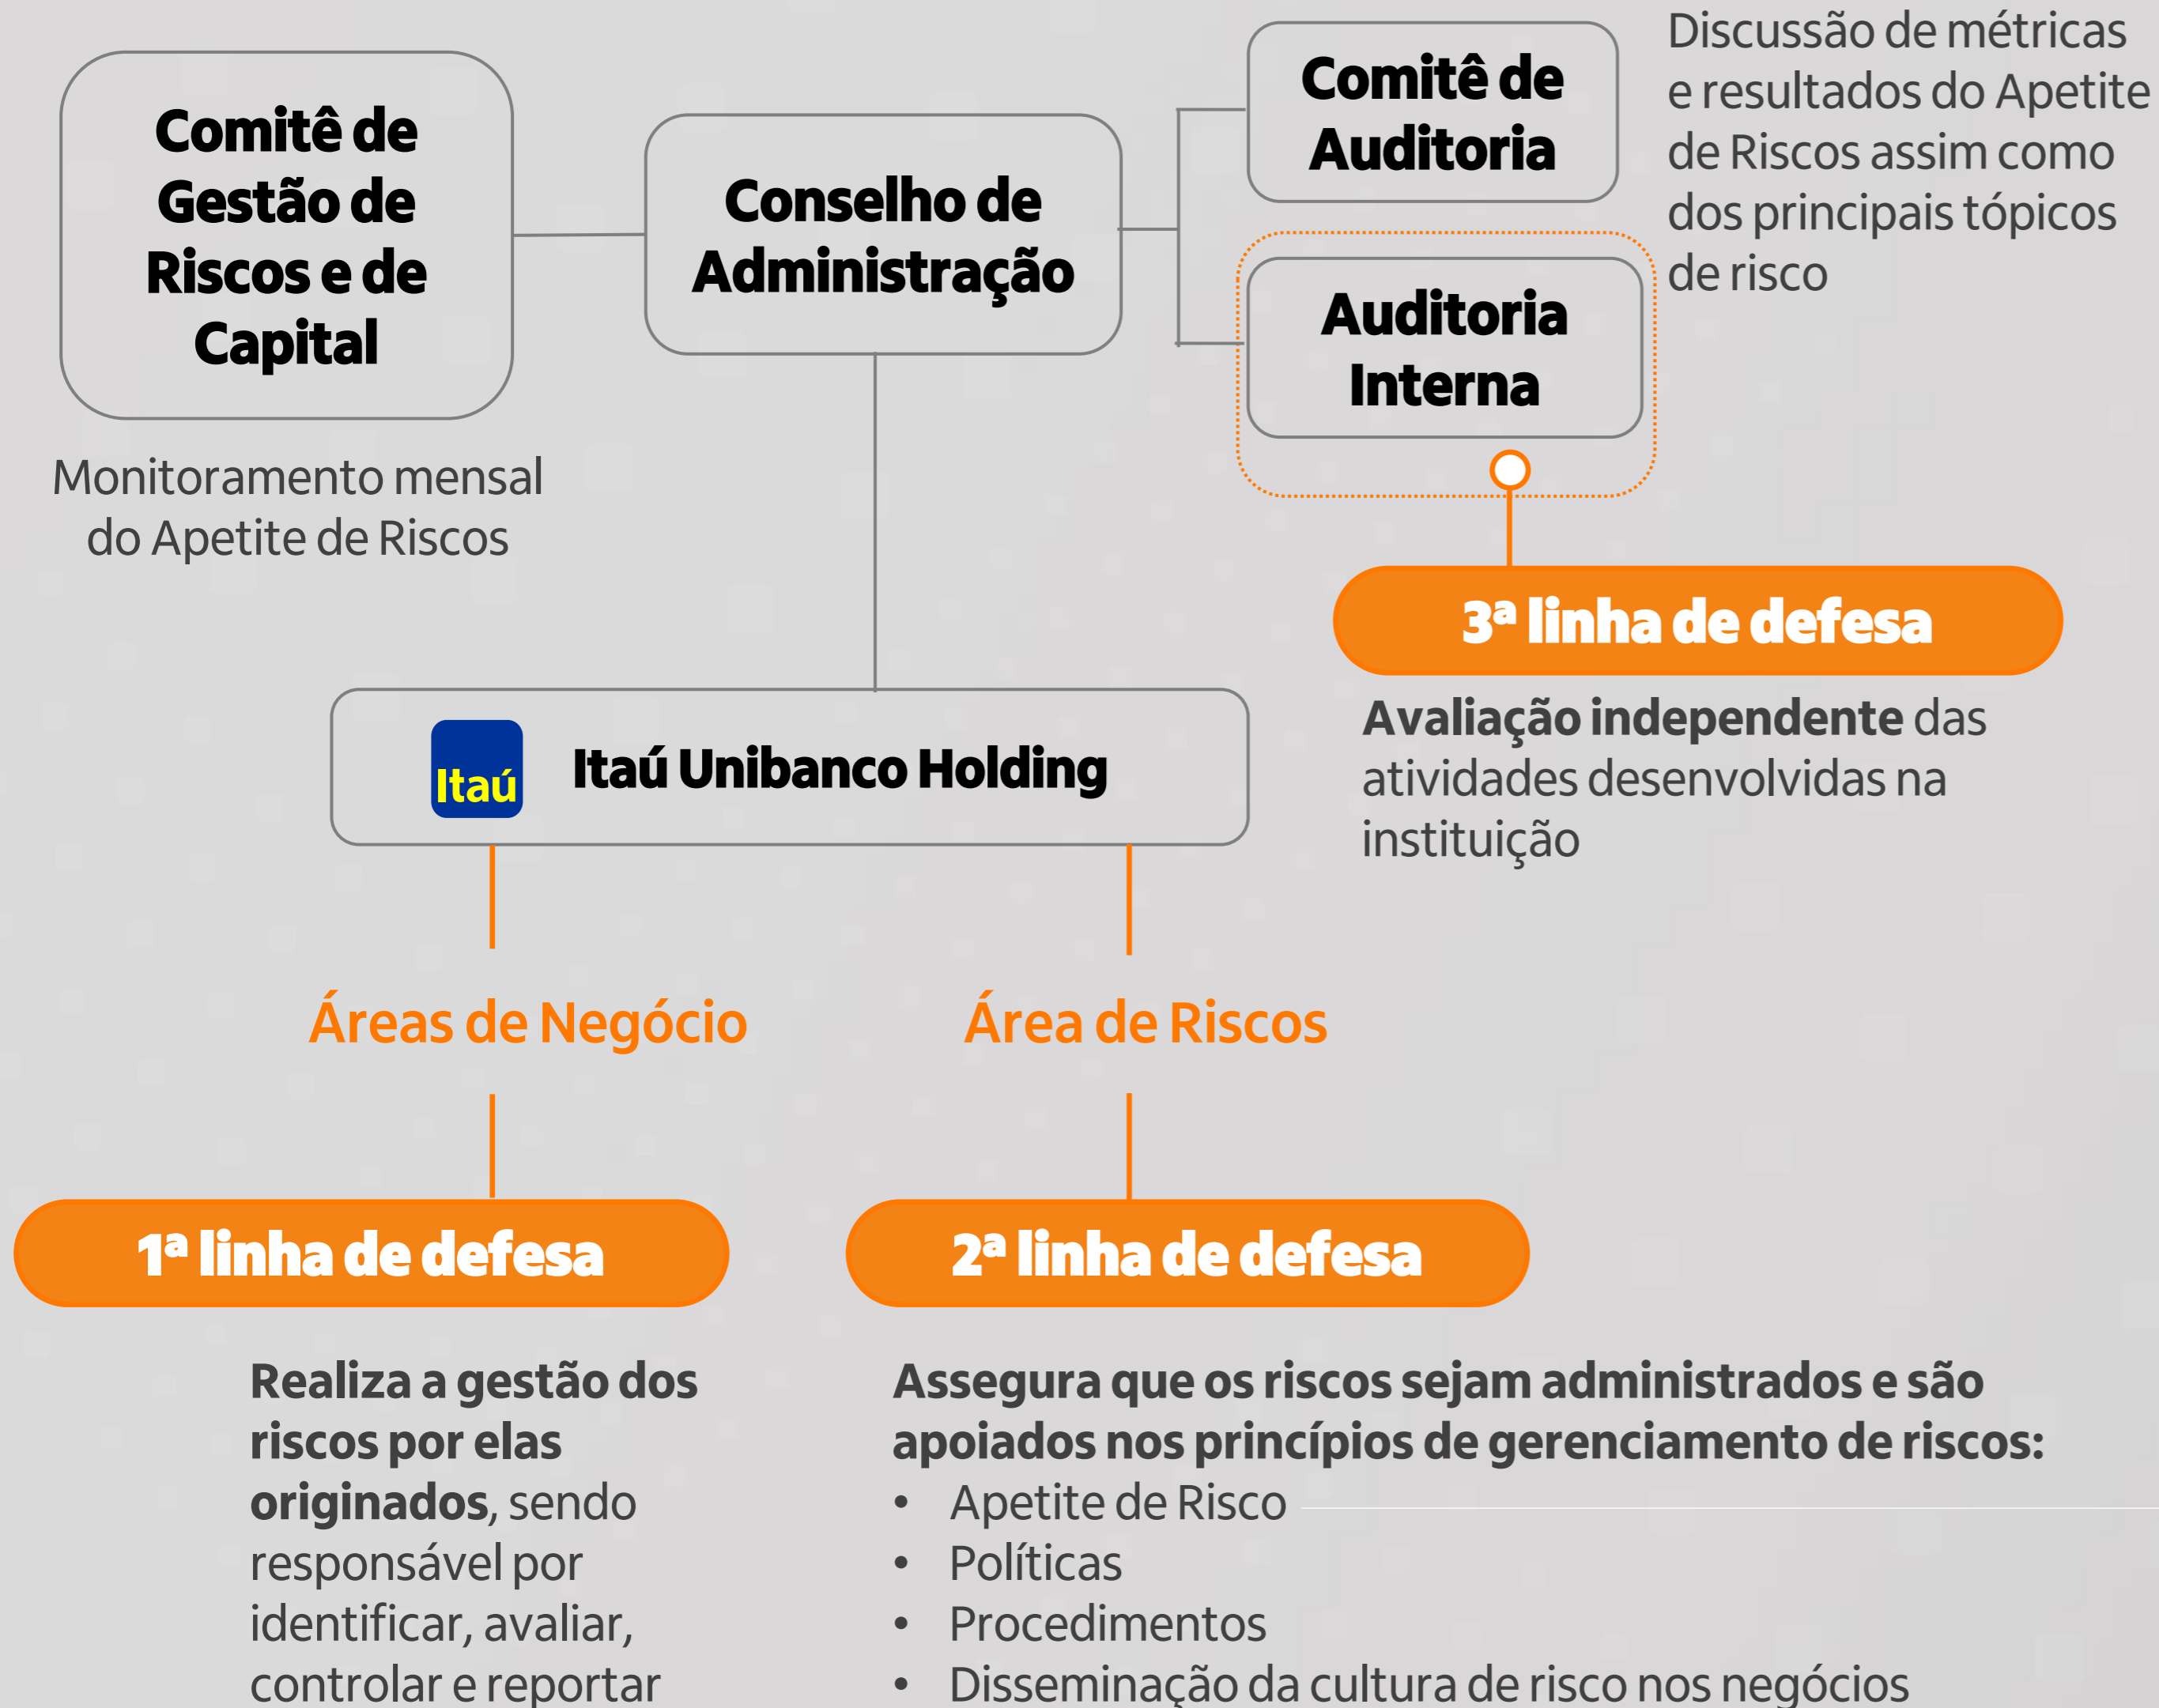 Comitê de
Gestão de
Riscos e de
Capital
Monitoramento mensal
do Apetite de Riscos
Conselho de
Administração
Comitê de
Auditoria
Discussão de métricas
e resultados do Apetite
de Riscos assim como
dos principais tópicos
de risco
Auditoria
Interna
3ª linha de defesa
Avaliação independente das
atividades desenvolvidas na
instituição
Itaú
Itaú Unibanco Holding
Áreas de Negócio
Área de Riscos
1ª linha de defesa
Realiza a gestão dos
riscos por elas
originados, sendo
responsável por
identificar, avaliar,
controlar e reportar
2ª linha de defesa
Assegura que os riscos sejam administrados e são
apoiados nos princípios de gerenciamento de riscos:
• Apetite de Risco
• Políticas
• Procedimentos
• Disseminação da cultura de risco nos negócios